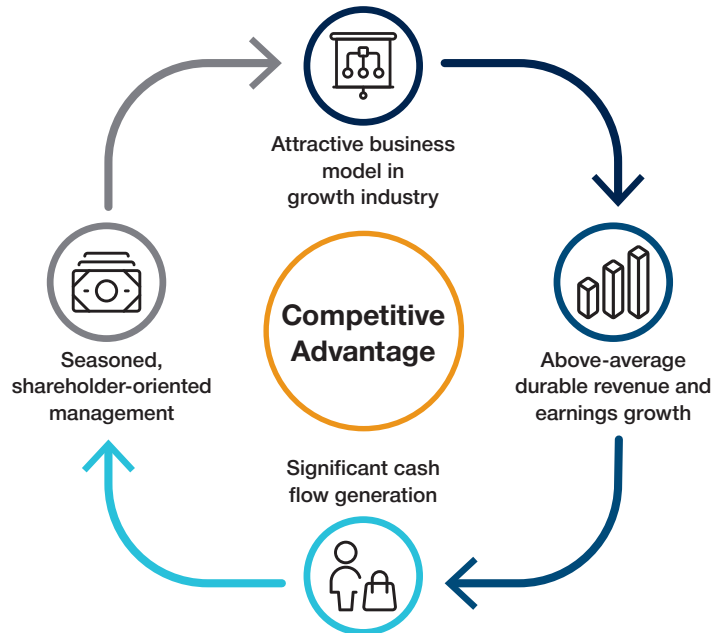 Attractive business
model in
growth industry
Competitive
Advantage
Above-average
durable revenue and
earnings growth
Significant cash
flow generation
Seasoned,
shareholder-oriented
management